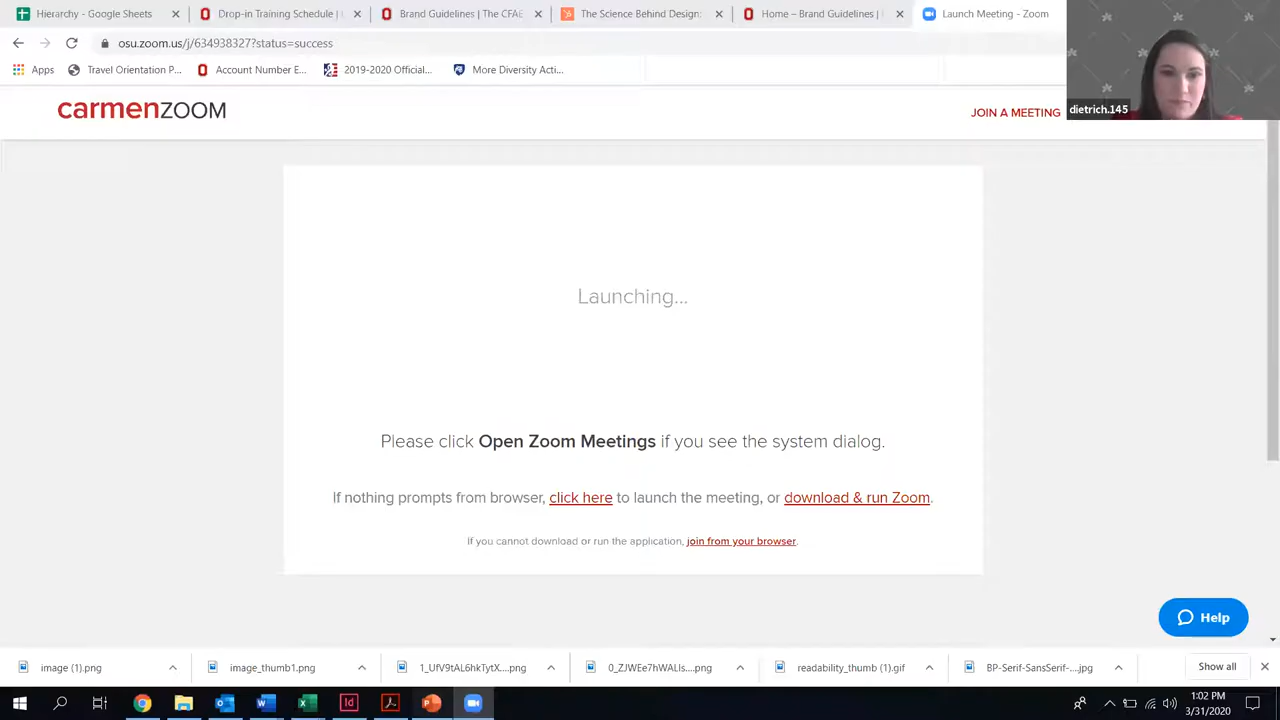 Hierarchy - Google Sheets
Drop-in Training Schedule |
Brand Guidelines | The CFAE
The Science Behind Design:
Home – Brand Guidelines |
Launch Meeting - Zoom
osu.zoom.us/j/634938327?status=success
Apps
Travel Orientation P...
Account Number E...
2019-2020 Official...
More Diversity Acti...
carmenZOOM
JOIN A MEETING
dietrich.145
Launching...
Please click Open Zoom Meetings if you see the system dialog.
If nothing prompts from browser, click here to launch the meeting, or download & run Zoom.
If you cannot download or run the application, join from your browser.
Help
image (1).png
image_thumb1.png
1_UfV9tAL6hkTytX....png
0_ZJWEe7hWALls....png
readability_thumb (1).gif
BP-Serif-SansSerif-....jpg
Show all
1:02 PM
3/31/2020